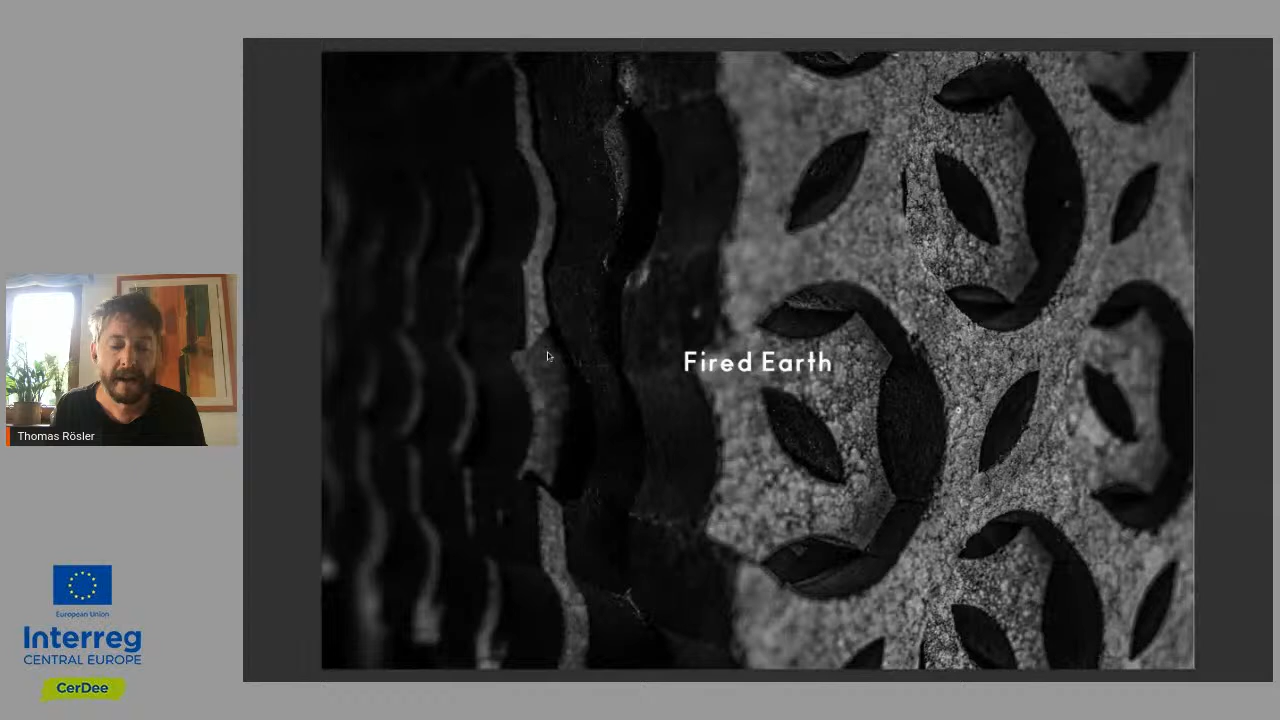 Fired Earth
Thomas Rösler
European Union
Interreg
CENTRAL EUROPE
CerDee